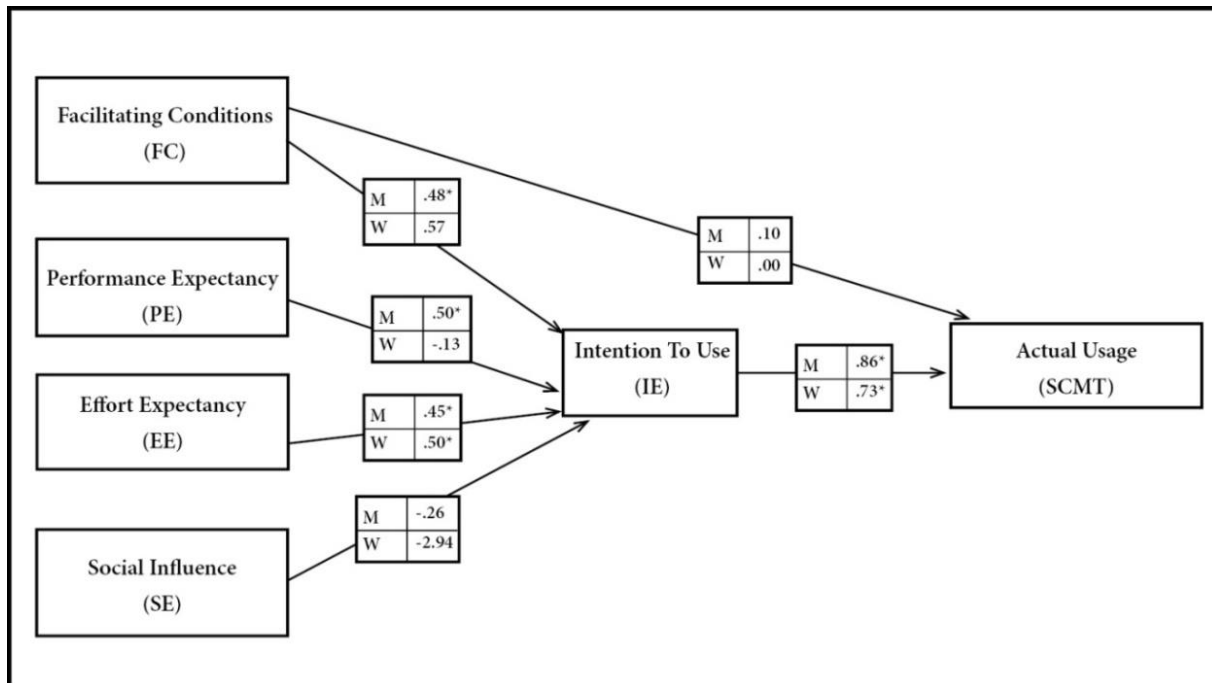 Facilitating Conditions
(FC)
M .48*
W .57
M .10
W .00
Performance Expectancy
(PE)
M .50*
W -.13
Intention To Use
(IE)
M .86*
W .73*
Actual Usage
(SCMT)
Effort Expectancy
(EE)
M .45*
W .50*
M -.26
W -2.94
Social Influence
(SE)